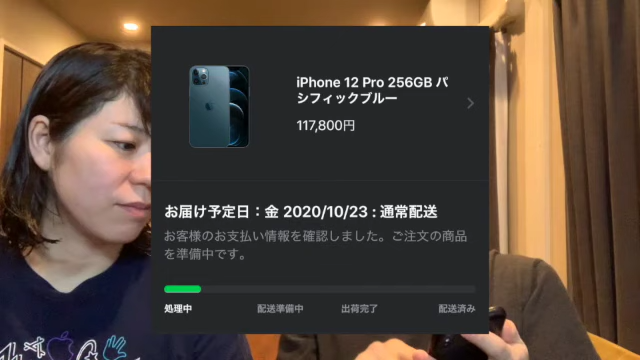 iPhone 12 Pro 256GB パ
シフィックブルー
117,800円
お届け予定日：金 2020/10/23 : 通常配送
お客様のお支払い情報を確認しました。ご注文の商品
を準備中です。
処理中
配送準備中
出荷完了
配送済み